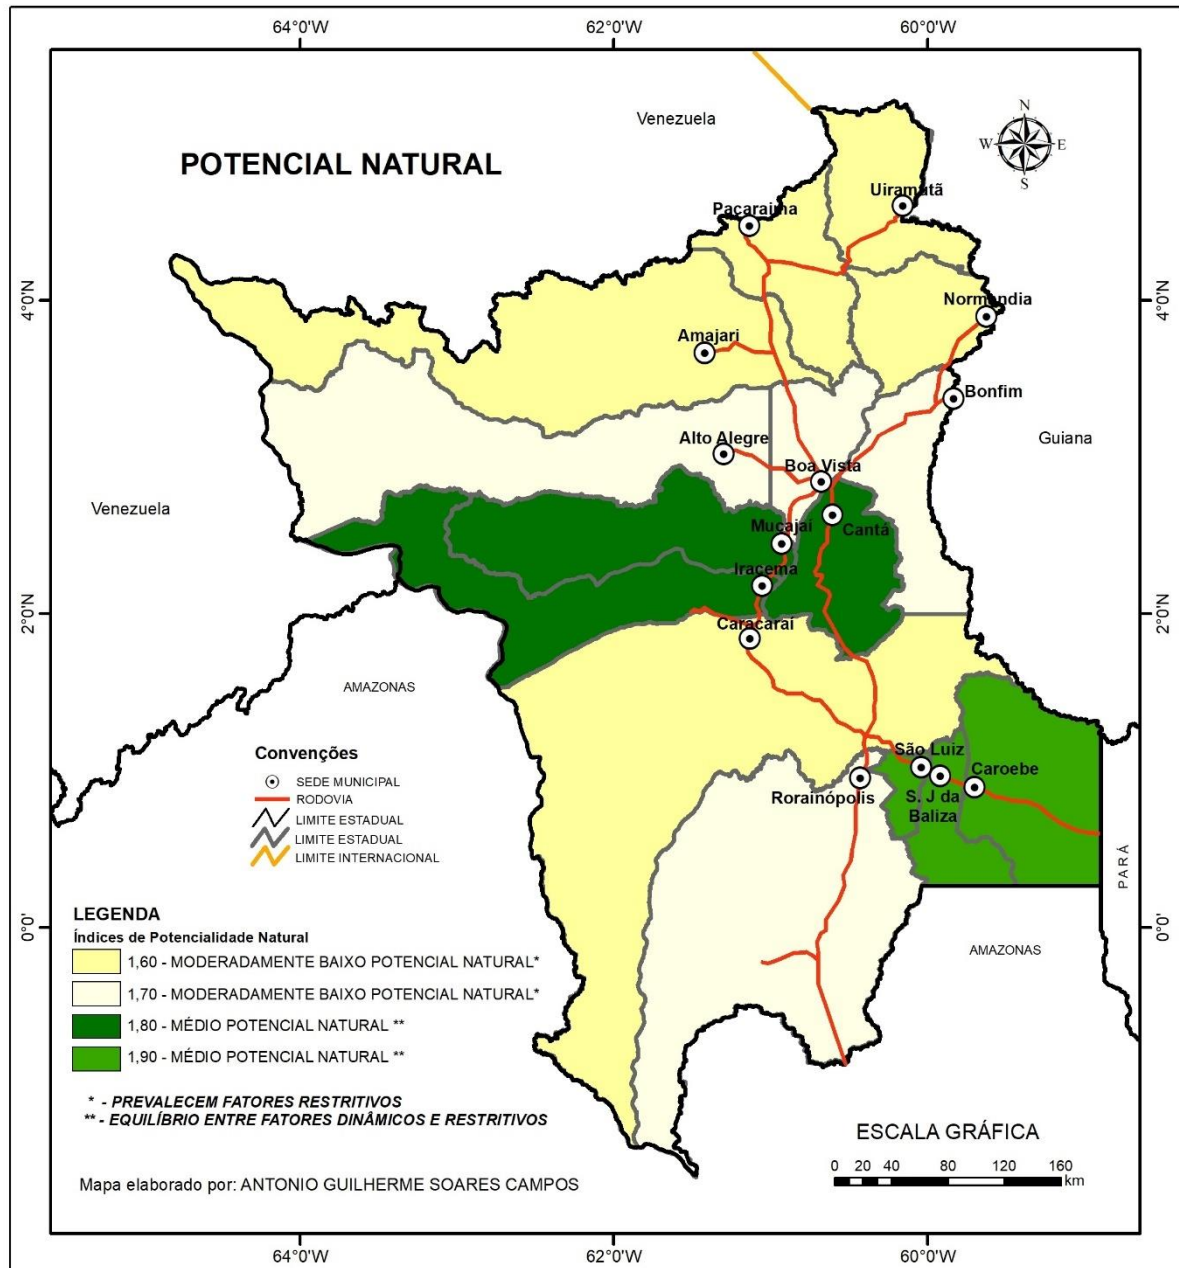 64°0'W 62°0'W 60°0'W
Venezuela
N
W E
S
POTENCIAL NATURAL
Uiramutã
Pacaraima
4°0'N
4°0'N
Normandia
Amajari
Bonfim
Alto Alegre
Guiana
Boa Vista
Venezuela
Mucajaí
Cantá
Iracema
2°0'N
2°0'N
Caracaraí
AMAZONAS
São Luiz
Caroebe
Rorainópolis
S. J da
Baliza
Convenções
SEDE MUNICIPAL
RODOVIA
LIMITE ESTADUAL
LIMITE ESTADUAL
LIMITE INTERNACIONAL
PARÁ
LEGENDA
0°0'
0°0'
Índices de Potencialidade Natural
AMAZONAS
1,60 - MODERADAMENTE BAIXO POTENCIAL NATURAL*
1,70 - MODERADAMENTE BAIXO POTENCIAL NATURAL*
1,80 - MÉDIO POTENCIAL NATURAL **
1,90 - MÉDIO POTENCIAL NATURAL **
* - PREVALECEM FATORES RESTRITIVOS
** - EQUILÍBRIO ENTRE FATORES DINÂMICOS E RESTRITIVOS
ESCALA GRÁFICA
0 20 40 80 120 160
km
Mapa elaborado por: ANTONIO GUILHERME SOARES CAMPOS
64°0'W 62°0'W 60°0'W